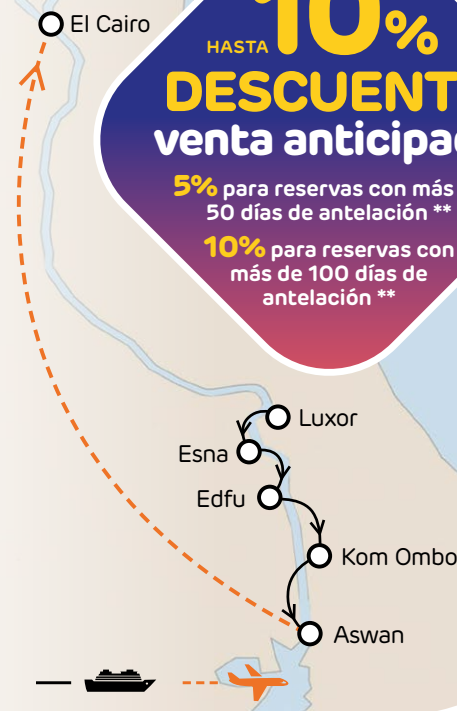 El Cairo
HASTA 10%
DESCUENT
venta anticipa
5% para reservas con más
50 días de antelación **
10% para reservas con
más de 100 días de
antelación **
Luxor
Esna
Edfu
Kom Ombo
Aswan